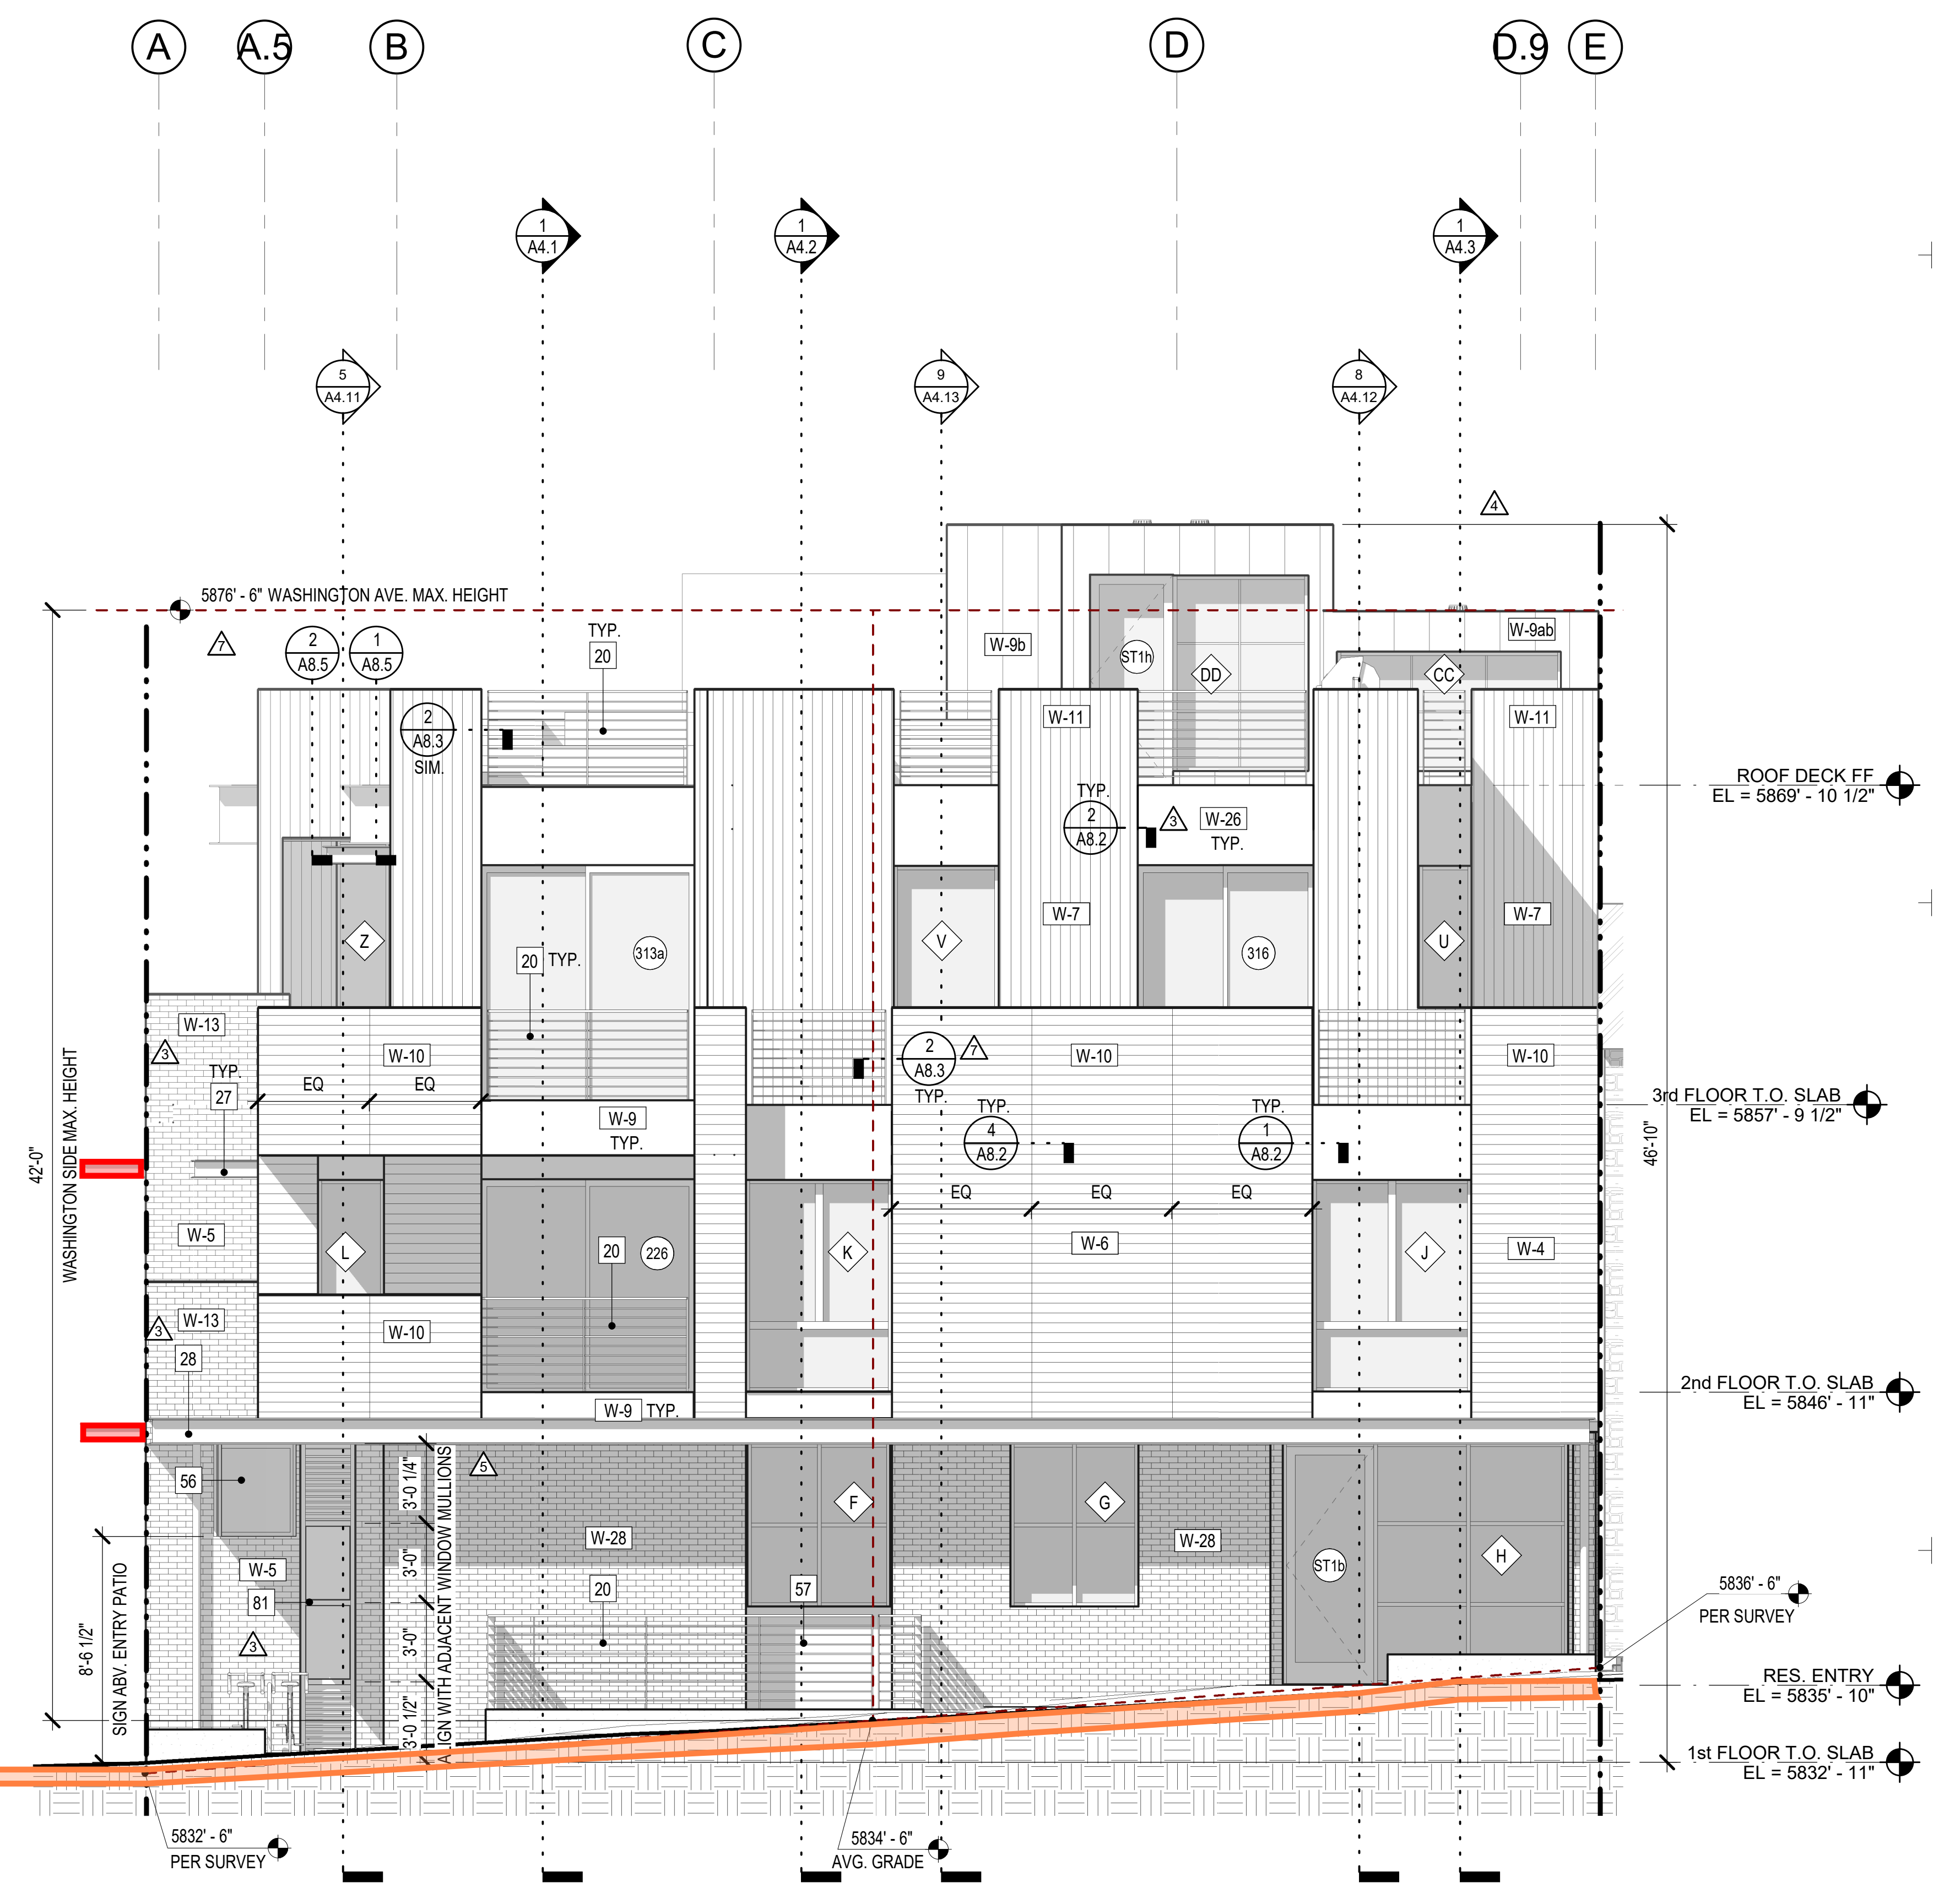 A A.5 B C D D.9 E
1
A4.1
1
A4.2
1
A4.3
5
A4.11
9
A4.13
8
A4.12
4
5876' - 6" WASHINGTON AVE. MAX. HEIGHT
7
2
A8.5
1
A8.5
TYP.
20
W-9b
ST1h
DD
W-9ab
CC
2
A8.3
SIM.
W-11
W-11
TYP.
2
A8.2
3
W-26
TYP.
ROOF DECK FF
EL = 5869' - 10 1/2"
Z
20 TYP.
313a
V
W-7
316
U
W-7
W-13
3
TYP.
27
W-10
EQ EQ
2
A8.3
TYP.
7
W-10
W-10
W-9
TYP.
TYP.
4
A8.2
TYP.
1
A8.2
3rd FLOOR T.O. SLAB
EL = 5857' - 9 1/2"
42'-0"
WASHINGTON SIDE MAX. HEIGHT
46'-10"
EQ EQ EQ
W-5
L
20
226
K
W-6
J
W-4
W-13
3
28
W-10
W-9 TYP.
2nd FLOOR T.O. SLAB
EL = 5846' - 11"
56
3'-0 1/4"
3'-0"
3'-0"
3'-0 1/2"
ALIGN WITH ADJACENT WINDOW MULLIONS
5
F
G
W-28
W-28
H
ST1b
8'-6 1/2"
SIGN ABV. ENTRY PATIO
W-5
81
3
20
57
5836' - 6"
PER SURVEY
RES. ENTRY
EL = 5835' - 10"
1st FLOOR T.O. SLAB
EL = 5832' - 11"
5832' - 6"
PER SURVEY
5834' - 6"
AVG. GRADE